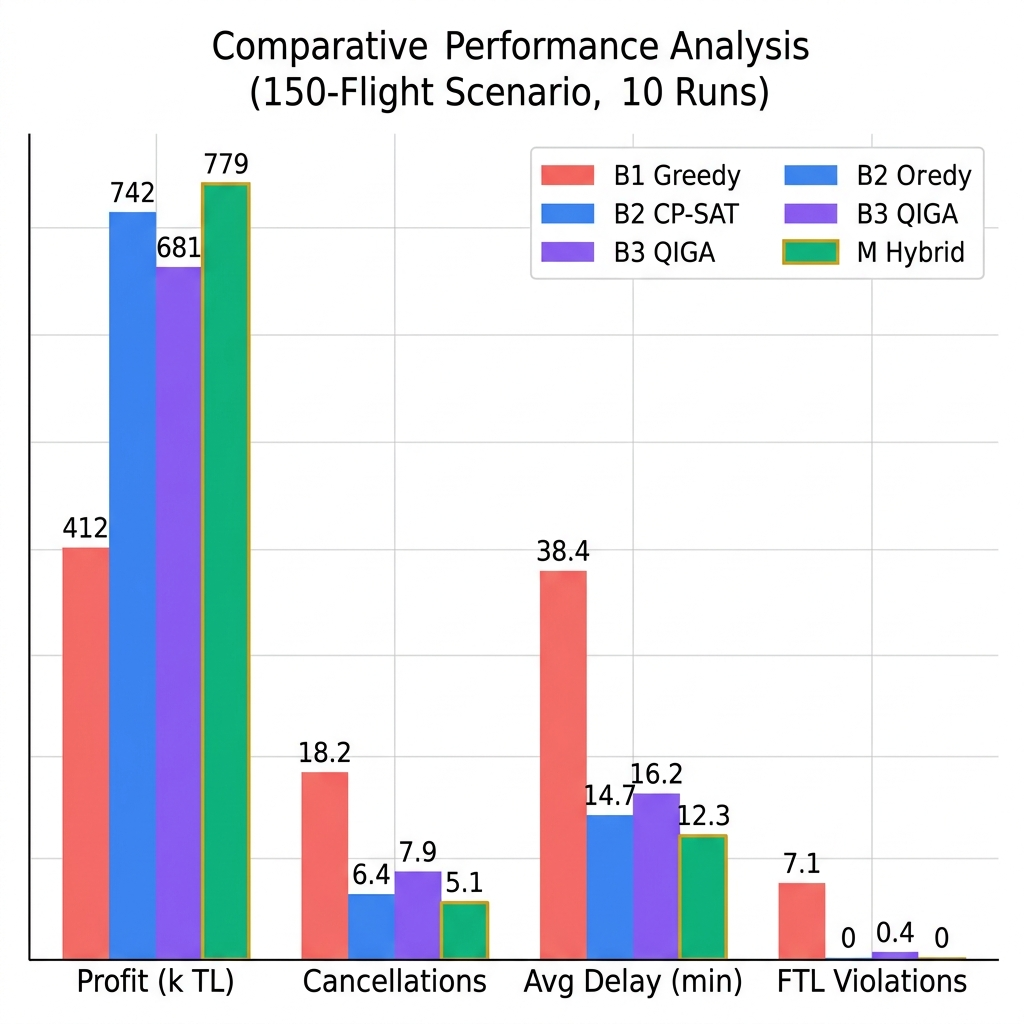 Comparative Performance Analysis
(150-Flight Scenario, 10 Runs)
B1 Greedy
B2 Oredy
B2 CP-SAT
B3 QIGA
B3 QIGA
M Hybrid
412
742
681
779
18.2
6.4
7.9
5.1
38.4
14.7
16.2
12.3
7.1
0
0.4
0
Profit (k TL)
Cancellations
Avg Delay (min)
FTL Violations